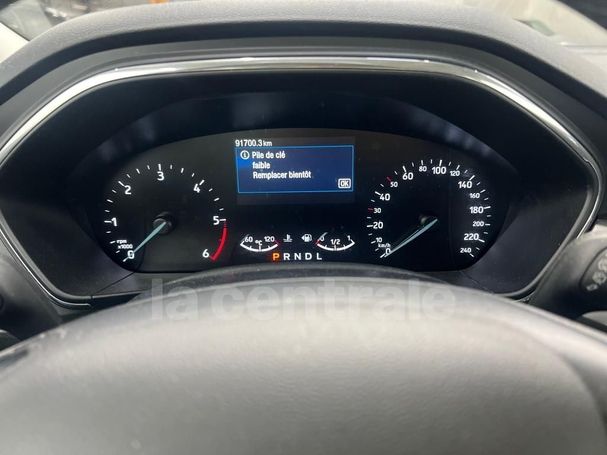 91700.3 km
Pile de clé
faible
Remplacer bientôt
OK
0 1 2 3 4 5 6
rpm
x1000
60 °C 120
0 1/2 1
P R N D L
0 10 20 30 40 50 60 80 100 120 140 160 180 200 220 240
km/h
la centrale